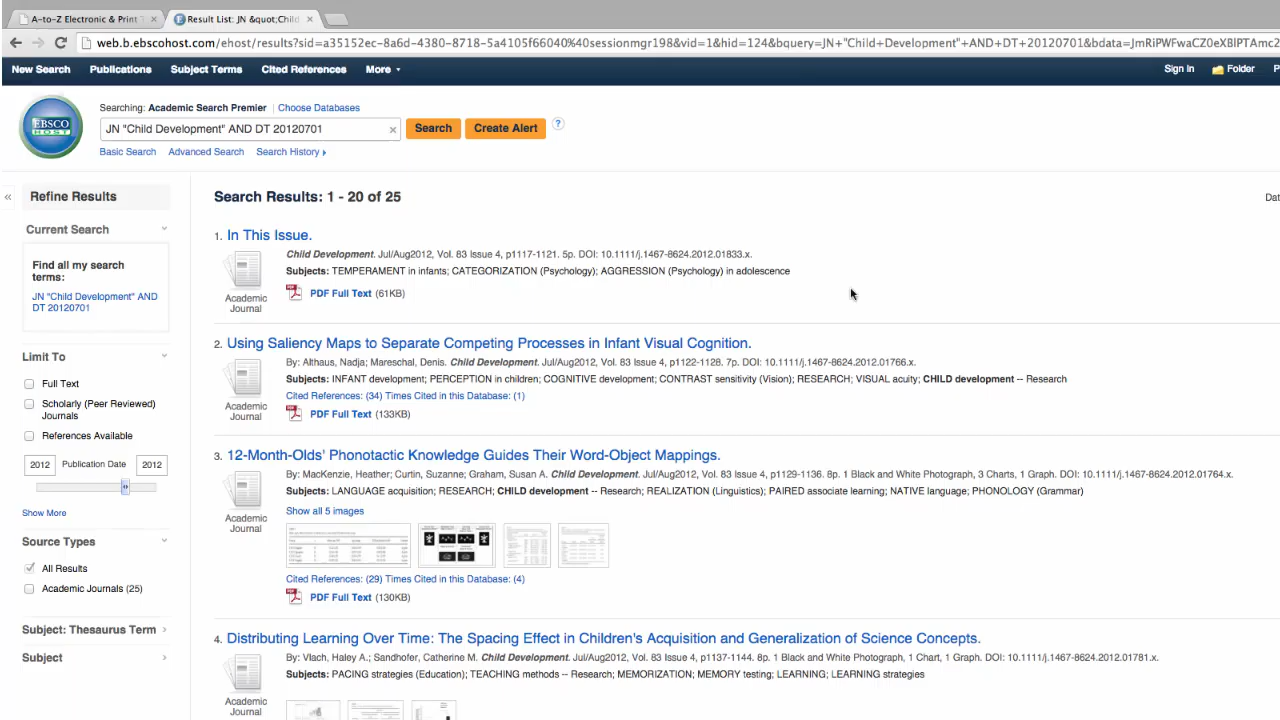 A-to-Z Electronic & Print
Result List: JN &quot;Child
web.b.ebscohost.com/ehost/results?sid=a35152ec-8a6d-4380-8718-5a4105f66040%40sessionmgr198&vid=1&hid=124&bquery=JN+"Child+Development"+AND+DT+20120701&bdata=JmRiPWFwaCZ0eXBlPTAmc2
New Search Publications Subject Terms Cited References More Sign In Folder P
EBSCO
HOST
Searching: Academic Search Premier | Choose Databases
JN "Child Development" AND DT 20120701 Search Create Alert ?
Basic Search Advanced Search Search History
Refine Results
Current Search
Find all my search
terms:
JN "Child Development" AND
DT 20120701
Limit To
Full Text
Scholarly (Peer Reviewed)
Journals
References Available
2012 Publication Date 2012
Show More
Source Types
All Results
Academic Journals (25)
Subject: Thesaurus Term
Subject
Search Results: 1 - 20 of 25 Dat
1. In This Issue.
Child Development. Jul/Aug2012, Vol. 83 Issue 4, p1117-1121. 5p. DOI: 10.1111/j.1467-8624.2012.01833.x.
Subjects: TEMPERAMENT in infants; CATEGORIZATION (Psychology); AGGRESSION (Psychology) in adolescence
PDF Full Text (61KB)
Academic
Journal
2. Using Saliency Maps to Separate Competing Processes in Infant Visual Cognition.
By: Althaus, Nadja; Mareschal, Denis. Child Development. Jul/Aug2012, Vol. 83 Issue 4, p1122-1128. 7p. DOI: 10.1111/j.1467-8624.2012.01766.x.
Subjects: INFANT development; PERCEPTION in children; COGNITIVE development; CONTRAST sensitivity (Vision); RESEARCH; VISUAL acuity; CHILD development -- Research
Cited References: (34) Times Cited in this Database: (1)
PDF Full Text (133KB)
Academic
Journal
3. 12-Month-Olds' Phonotactic Knowledge Guides Their Word-Object Mappings.
By: MacKenzie, Heather; Curtin, Suzanne; Graham, Susan A. Child Development. Jul/Aug2012, Vol. 83 Issue 4, p1129-1136. 8p. 1 Black and White Photograph, 3 Charts, 1 Graph. DOI: 10.1111/j.1467-8624.2012.01764.x.
Subjects: LANGUAGE acquisition; RESEARCH; CHILD development -- Research; REALIZATION (Linguistics); PAIRED associate learning; NATIVE language; PHONOLOGY (Grammar)
Show all 5 images
Academic
Journal
Cited References: (29) Times Cited in this Database: (4)
PDF Full Text (130KB)
4. Distributing Learning Over Time: The Spacing Effect in Children's Acquisition and Generalization of Science Concepts.
By: Vlach, Haley A.; Sandhofer, Catherine M. Child Development. Jul/Aug2012, Vol. 83 Issue 4, p1137-1144. 8p. 1 Black and White Photograph, 1 Chart, 1 Graph. DOI: 10.1111/j.1467-8624.2012.01781.x.
Subjects: PACING strategies (Education); TEACHING methods -- Research; MEMORIZATION; MEMORY testing; LEARNING; LEARNING strategies
Academic
Journal